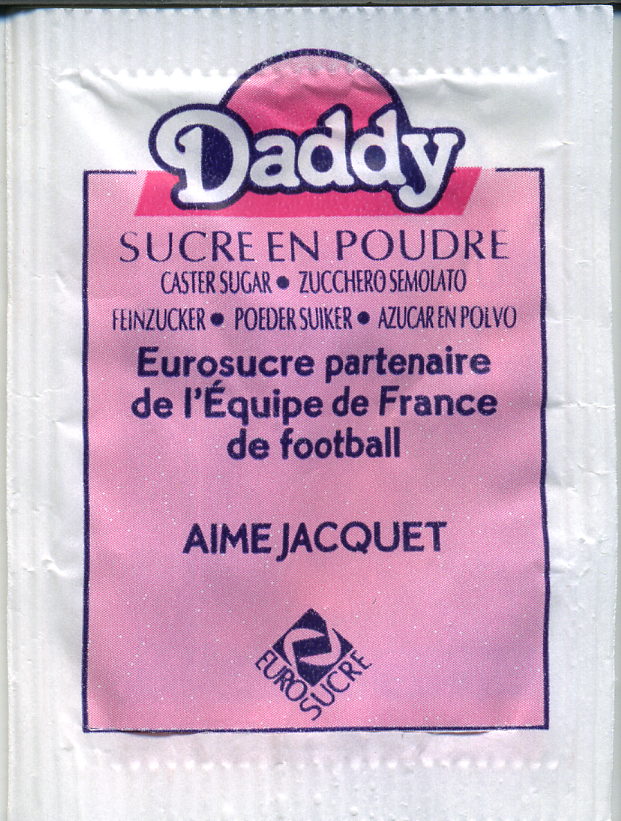 Daddy
SUCRE EN POUDRE
CASTER SUGAR • ZUCCHERO SEMOLATO
FEINZUCKER • POEDER SUIKER • AZUCAR EN POLVO
Eurosucre partenaire
de l'Équipe de France
de football
AIME JACQUET
EUROSUCRE